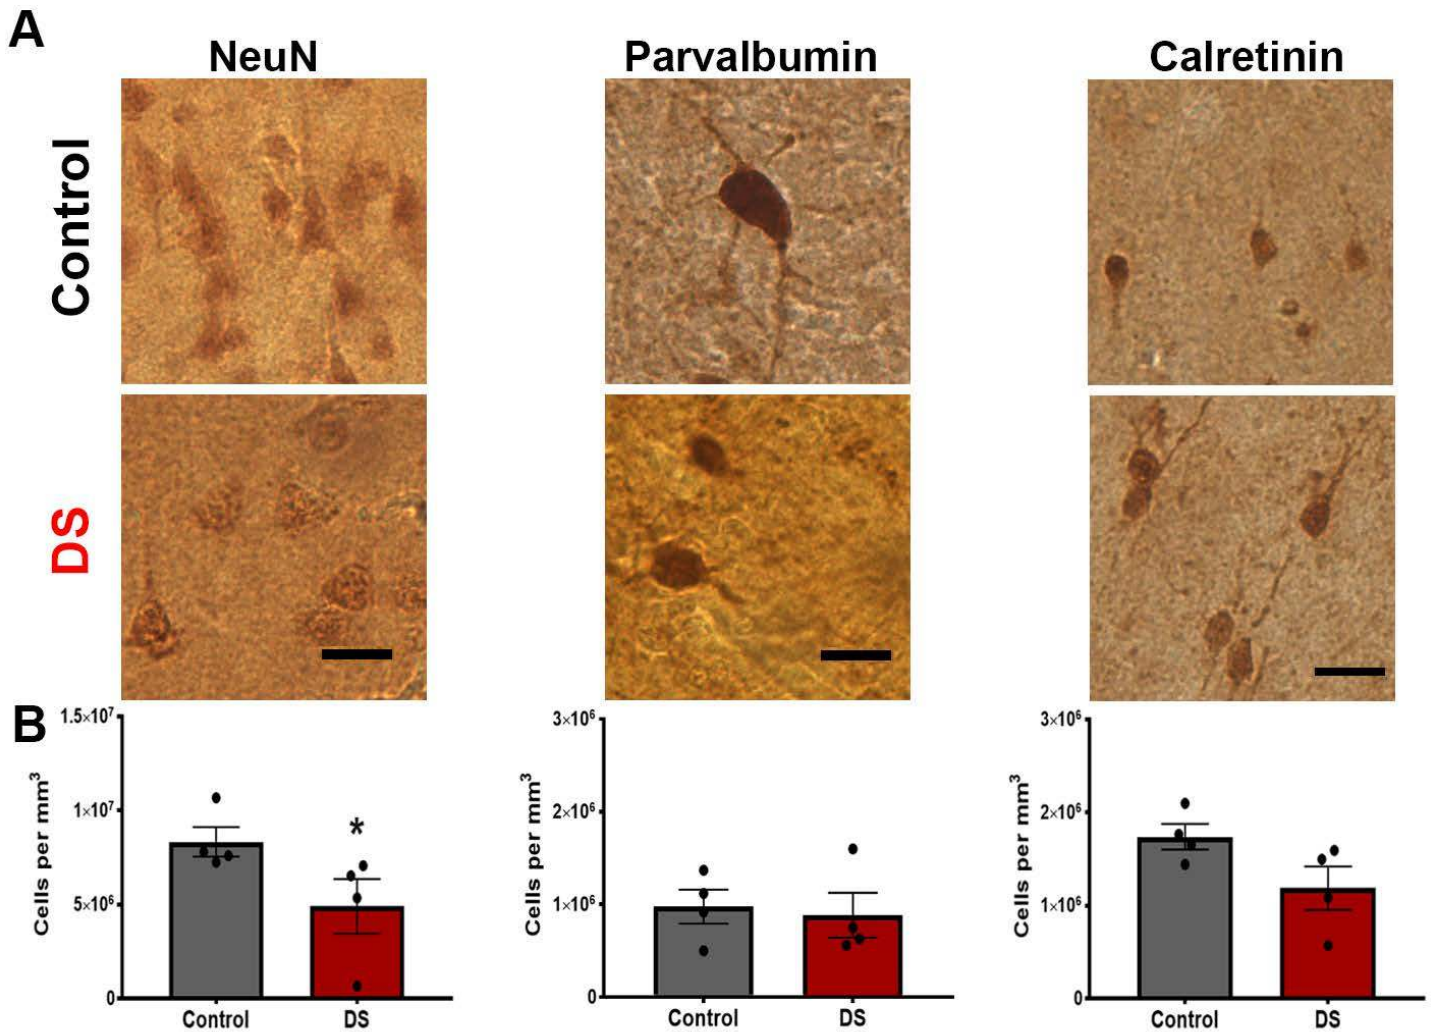 A
NeuN
Parvalbumin
Calretinin
Control
DS
B
1.5×10⁷
1×10⁷
5×10⁶
0
Cells per mm³
*
Control
DS
3×10⁶
2×10⁶
1×10⁶
0
Cells per mm³
Control
DS
3×10⁶
2×10⁶
1×10⁶
0
Cells per mm³
Control
DS